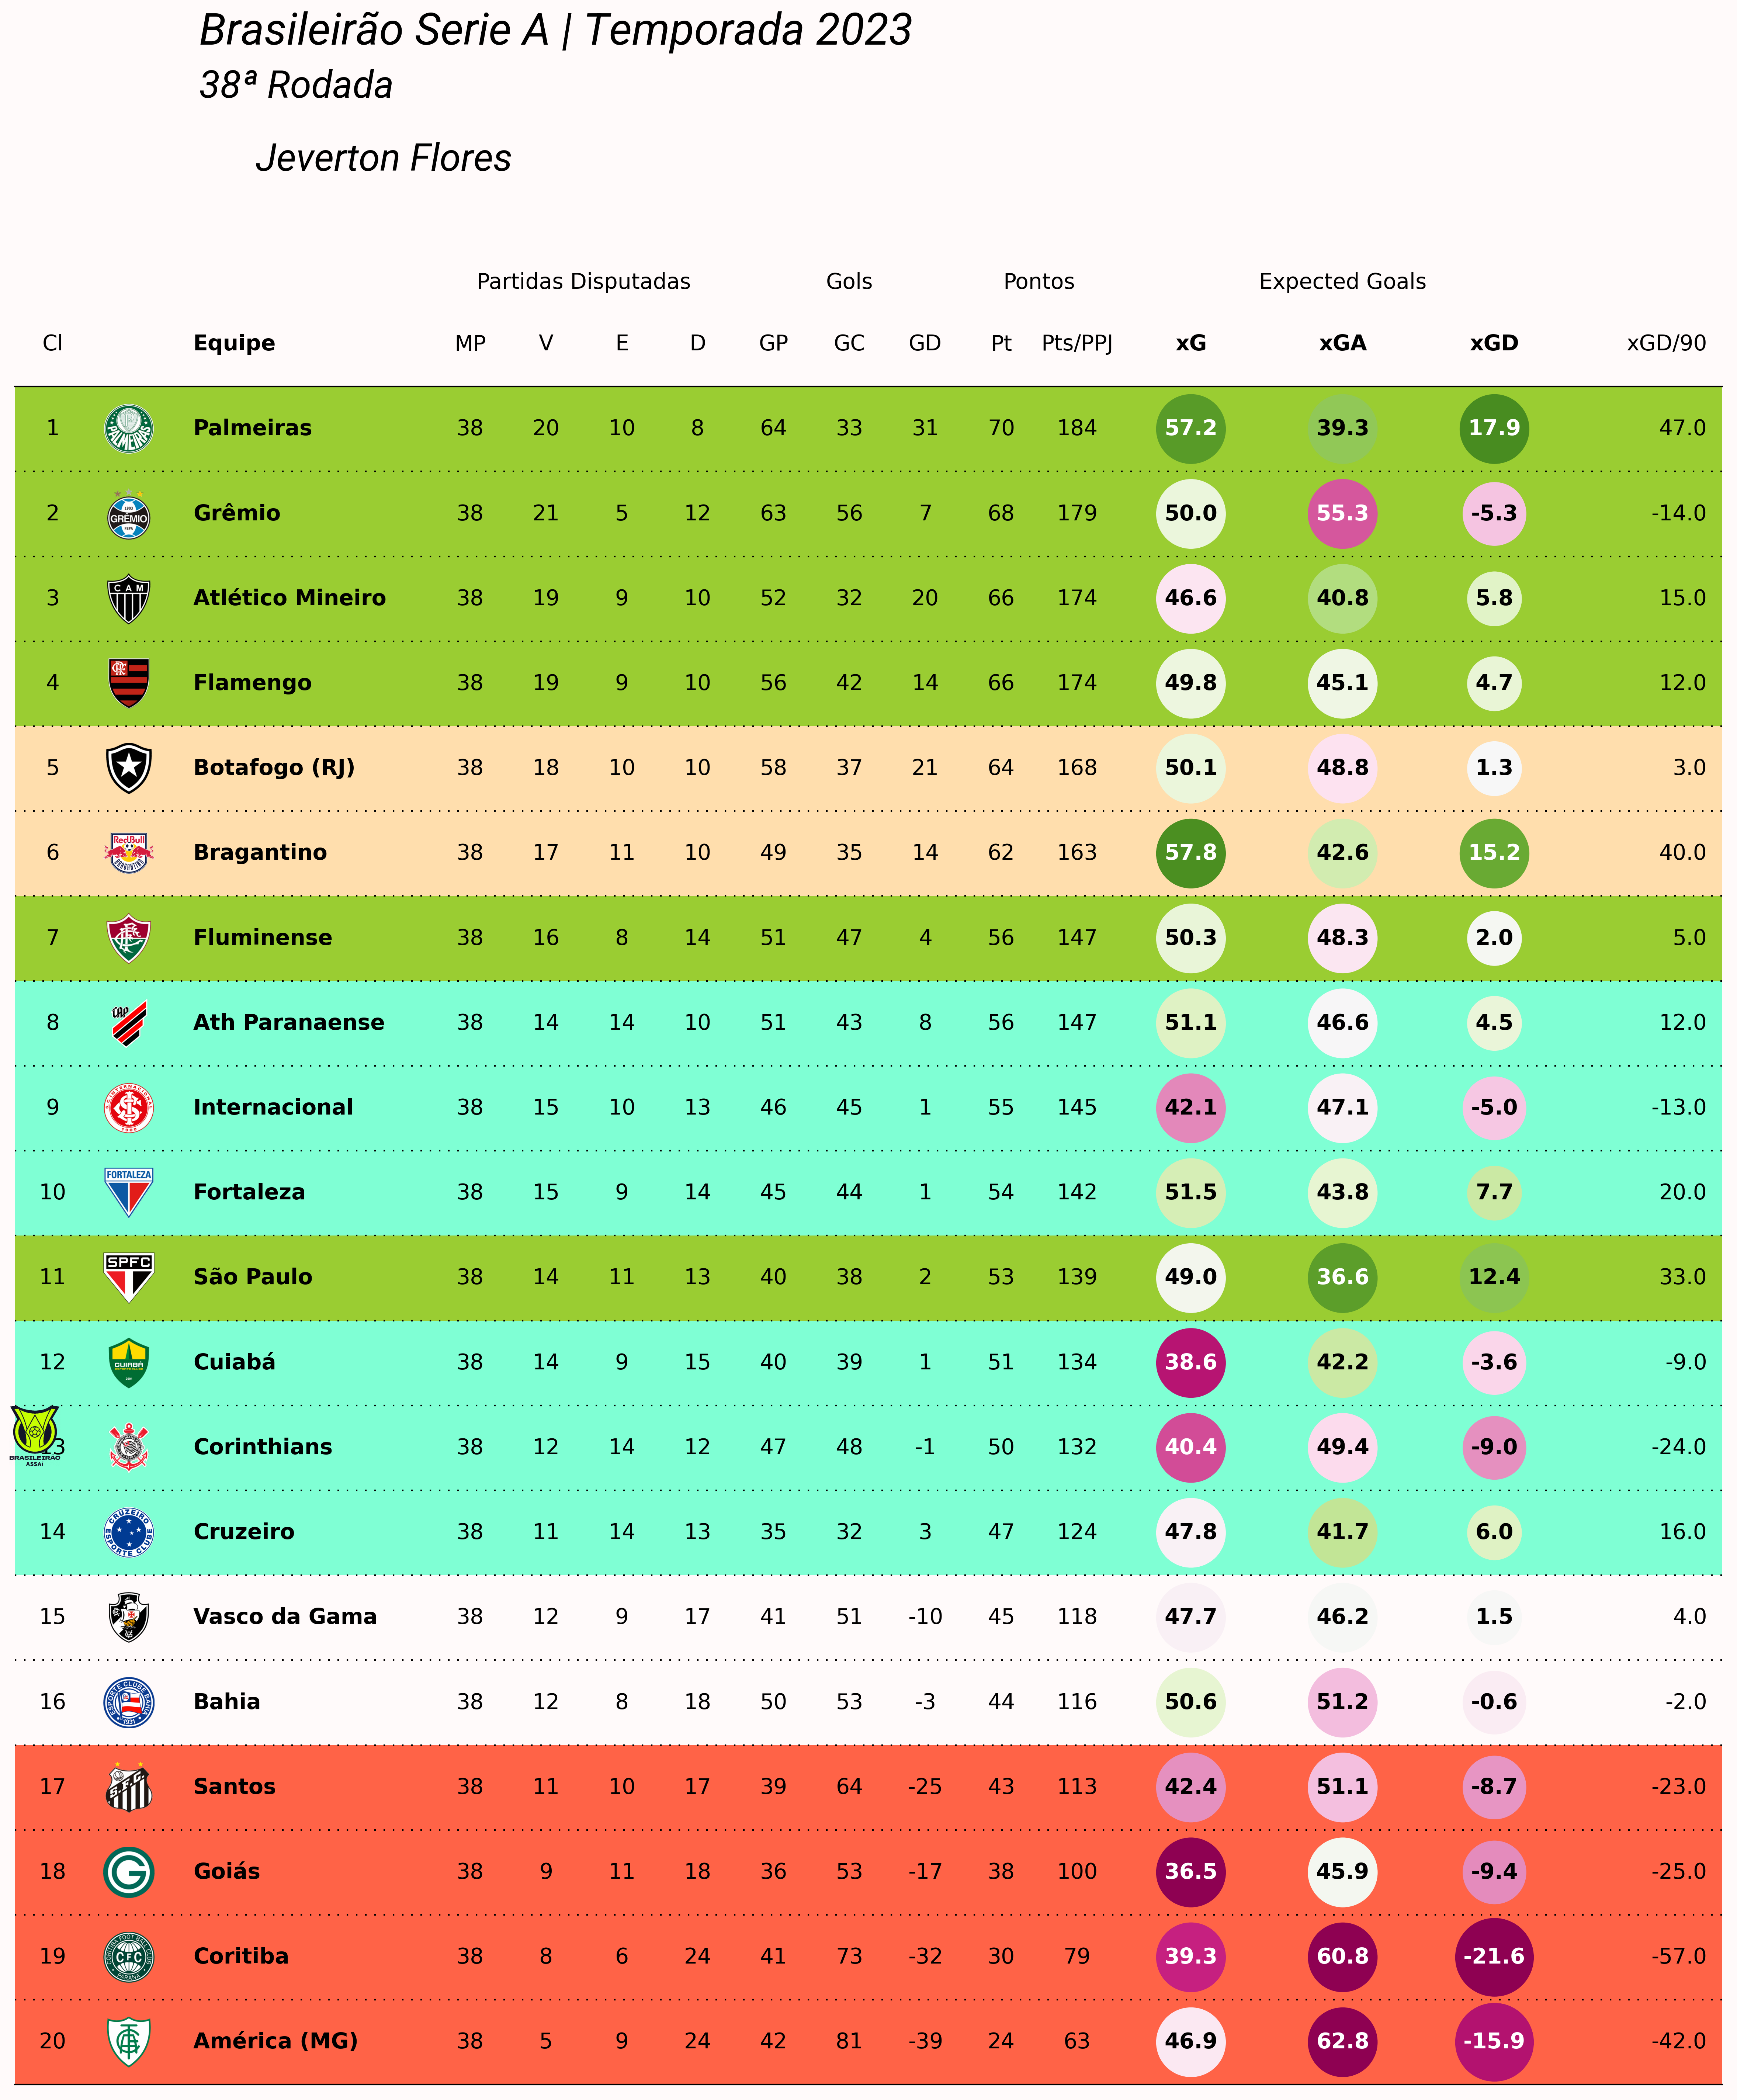 Brasileirão Serie A | Temporada 2023
38ª Rodada
Jeverton Flores
Partidas Disputadas Gols Pontos Expected Goals
Cl Equipe MP V E D GP GC GD Pt Pts/PPJ xG xGA xGD xGD/90
1 PALMEIRAS Palmeiras 38 20 10 8 64 33 31 70 184 57.2 39.3 17.9 47.0
2 GRÊMIO Grêmio 38 21 5 12 63 56 7 68 179 50.0 55.3 -5.3 -14.0
3 CAM Atlético Mineiro 38 19 9 10 52 32 20 66 174 46.6 40.8 5.8 15.0
4 Flamengo 38 19 9 10 56 42 14 66 174 49.8 45.1 4.7 12.0
5 Botafogo (RJ) 38 18 10 10 58 37 21 64 168 50.1 48.8 1.3 3.0
6 RedBull BRAGANTINO Bragantino 38 17 11 10 49 35 14 62 163 57.8 42.6 15.2 40.0
7 Fluminense 38 16 8 14 51 47 4 56 147 50.3 48.3 2.0 5.0
8 CAP Ath Paranaense 38 14 14 10 51 43 8 56 147 51.1 46.6 4.5 12.0
9 Internacional 38 15 10 13 46 45 1 55 145 42.1 47.1 -5.0 -13.0
10 FORTALEZA Fortaleza 38 15 9 14 45 44 1 54 142 51.5 43.8 7.7 20.0
11 SPFC São Paulo 38 14 11 13 40 38 2 53 139 49.0 36.6 12.4 33.0
12 CUIABÁ Cuiabá 38 14 9 15 40 39 1 51 134 38.6 42.2 -3.6 -9.0
13 Corinthians 38 12 14 12 47 48 -1 50 132 40.4 49.4 -9.0 -24.0
BRASILEIRÃO
ASSAI
14 CRUZEIRO ESPORTE CLUBE Cruzeiro 38 11 14 13 35 32 3 47 124 47.8 41.7 6.0 16.0
15 Vasco da Gama 38 12 9 17 41 51 -10 45 118 47.7 46.2 1.5 4.0
16 ESPORTE CLUBE BAHIA 1931 Bahia 38 12 8 18 50 53 -3 44 116 50.6 51.2 -0.6 -2.0
17 Santos 38 11 10 17 39 64 -25 43 113 42.4 51.1 -8.7 -23.0
18 G Goiás 38 9 11 18 36 53 -17 38 100 36.5 45.9 -9.4 -25.0
19 CFC Coritiba 38 8 6 24 41 73 -32 30 79 39.3 60.8 -21.6 -57.0
20 América (MG) 38 5 9 24 42 81 -39 24 63 46.9 62.8 -15.9 -42.0